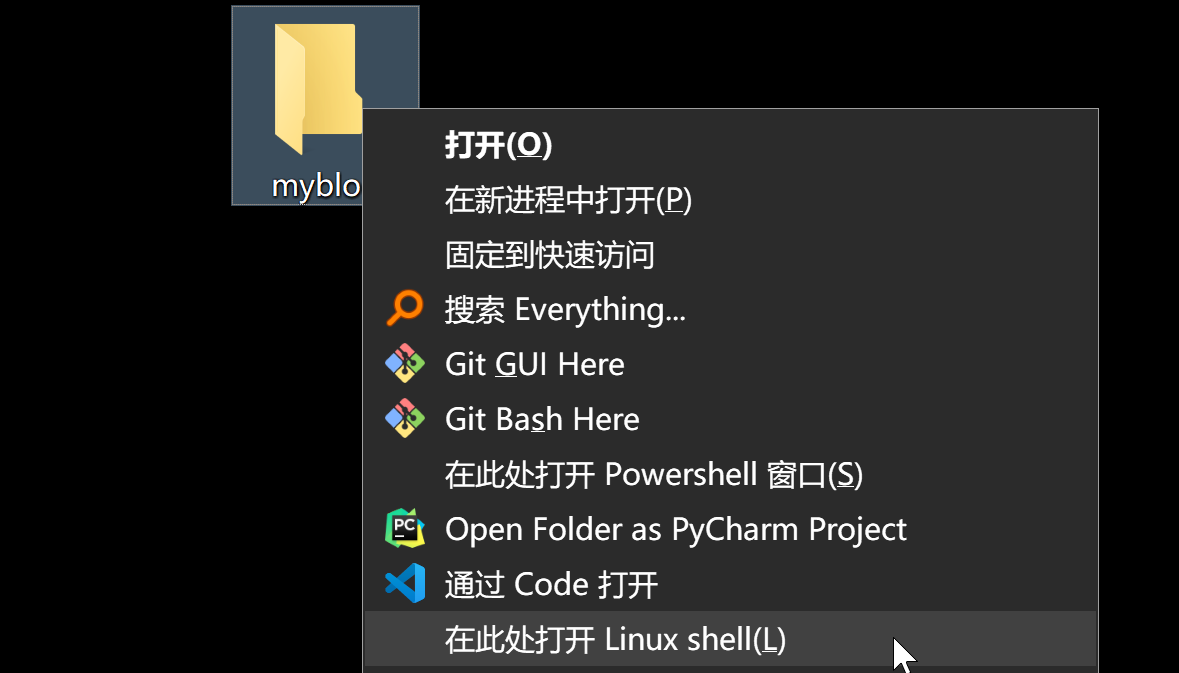 myblo
打开(O)
在新进程中打开(P)
固定到快速访问
搜索 Everything...
Git GUI Here
Git Bash Here
在此处打开 Powershell 窗口(S)
PC
Open Folder as PyCharm Project
通过 Code 打开
在此处打开 Linux shell(L)